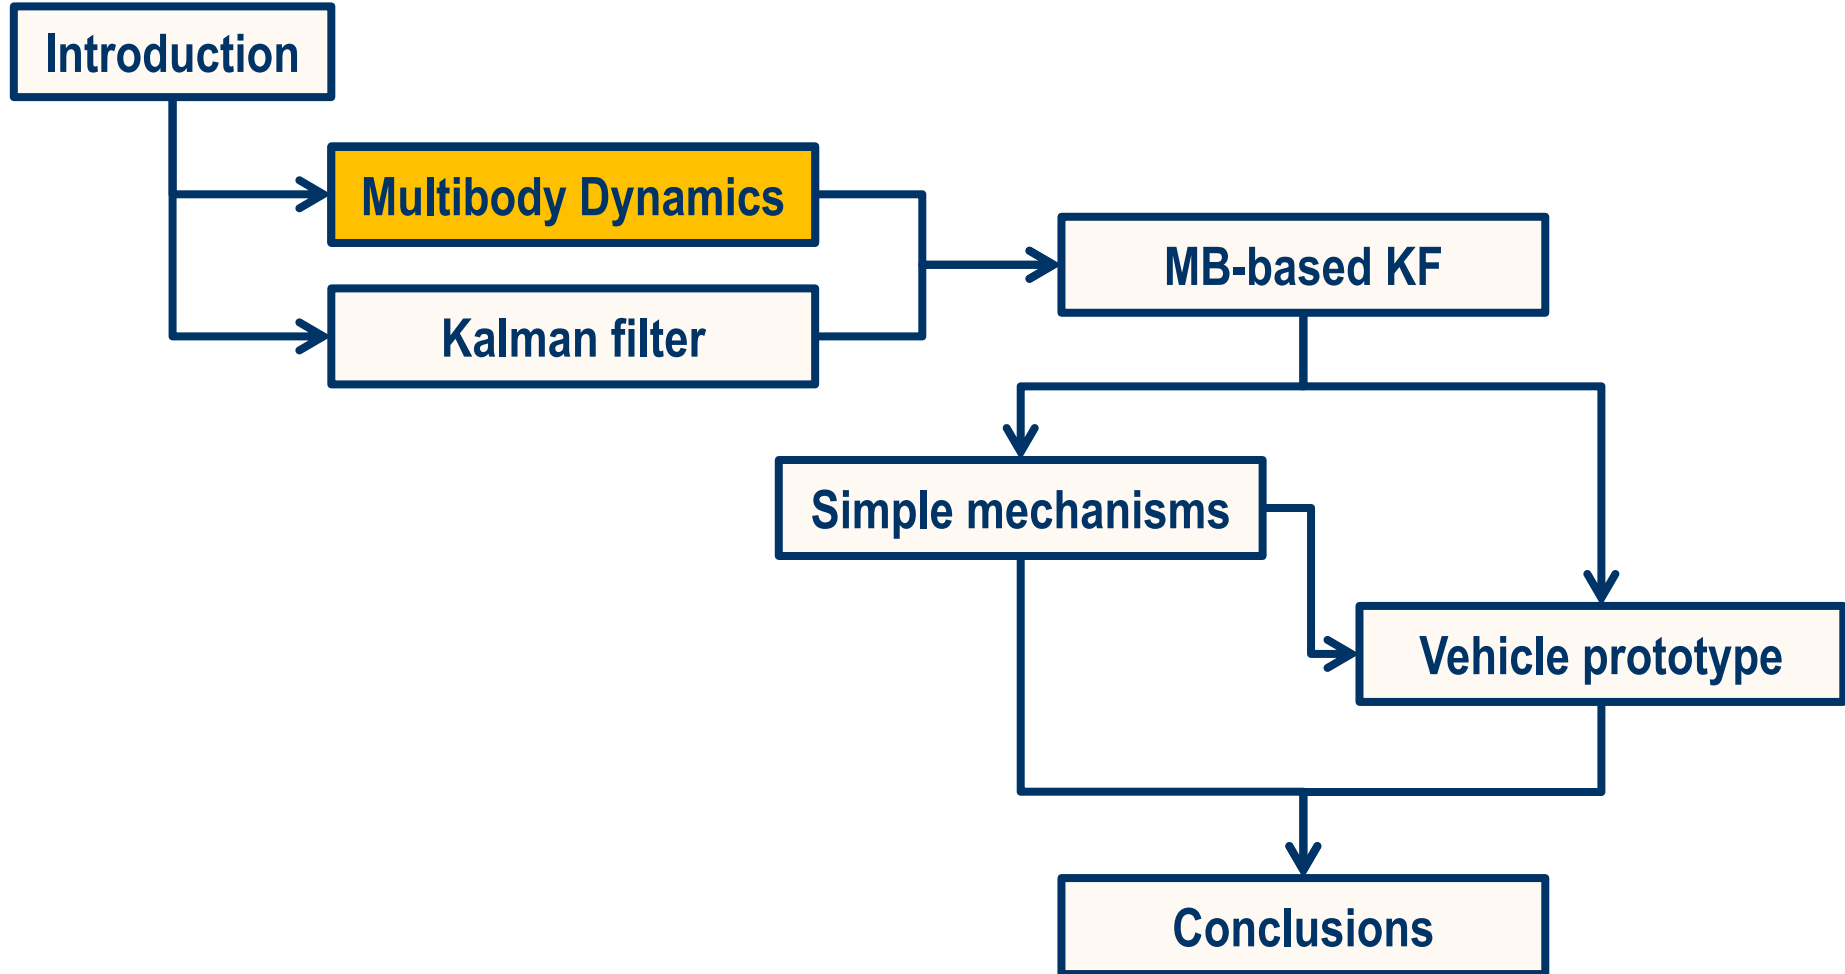 Introduction
Multibody Dynamics
Kalman filter
MB-based KF
Simple mechanisms
Vehicle prototype
Conclusions